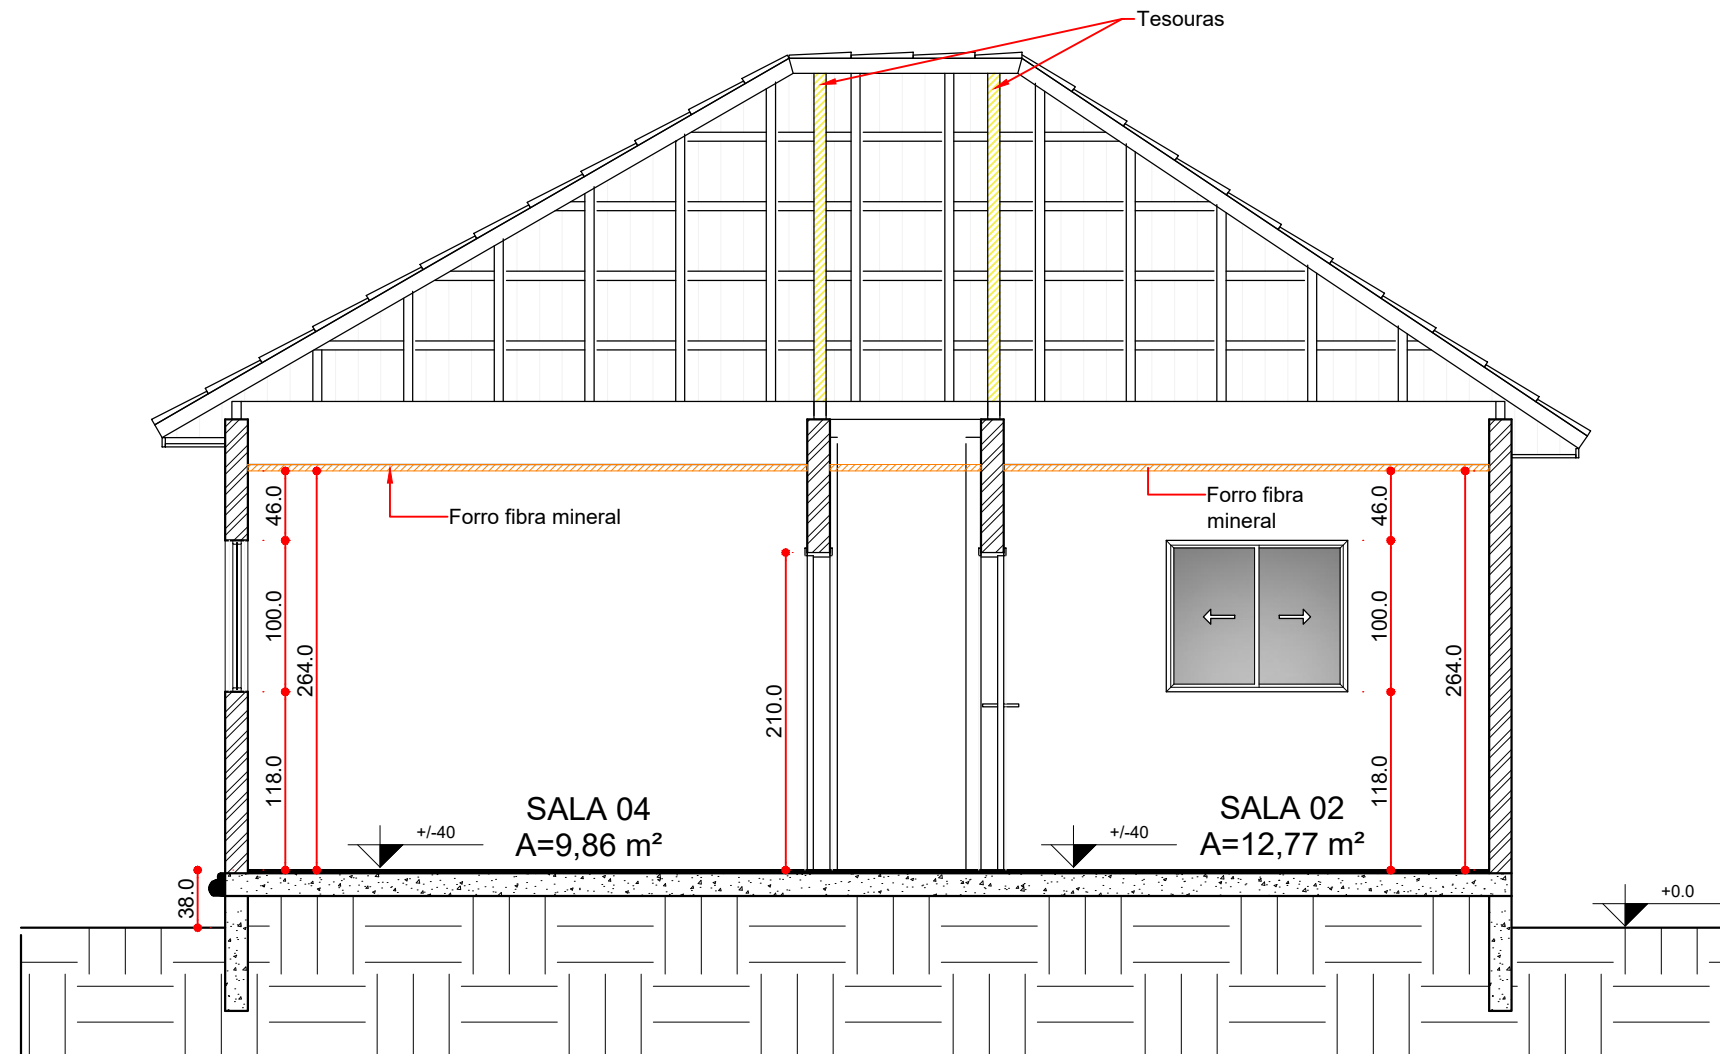 Tesouras
Forro fibra mineral
Forro fibra
mineral
46.0
100.0
118.0
264.0
210.0
46.0
100.0
118.0
264.0
SALA 04
A=9,86 m²
SALA 02
A=12,77 m²
+/-40
+/-40
38.0
+0.0